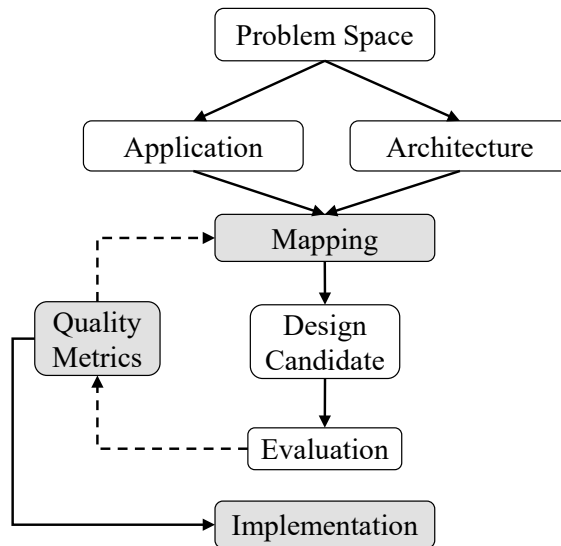 Problem Space
Application
Architecture
Mapping
Quality
Metrics
Design
Candidate
Evaluation
Implementation